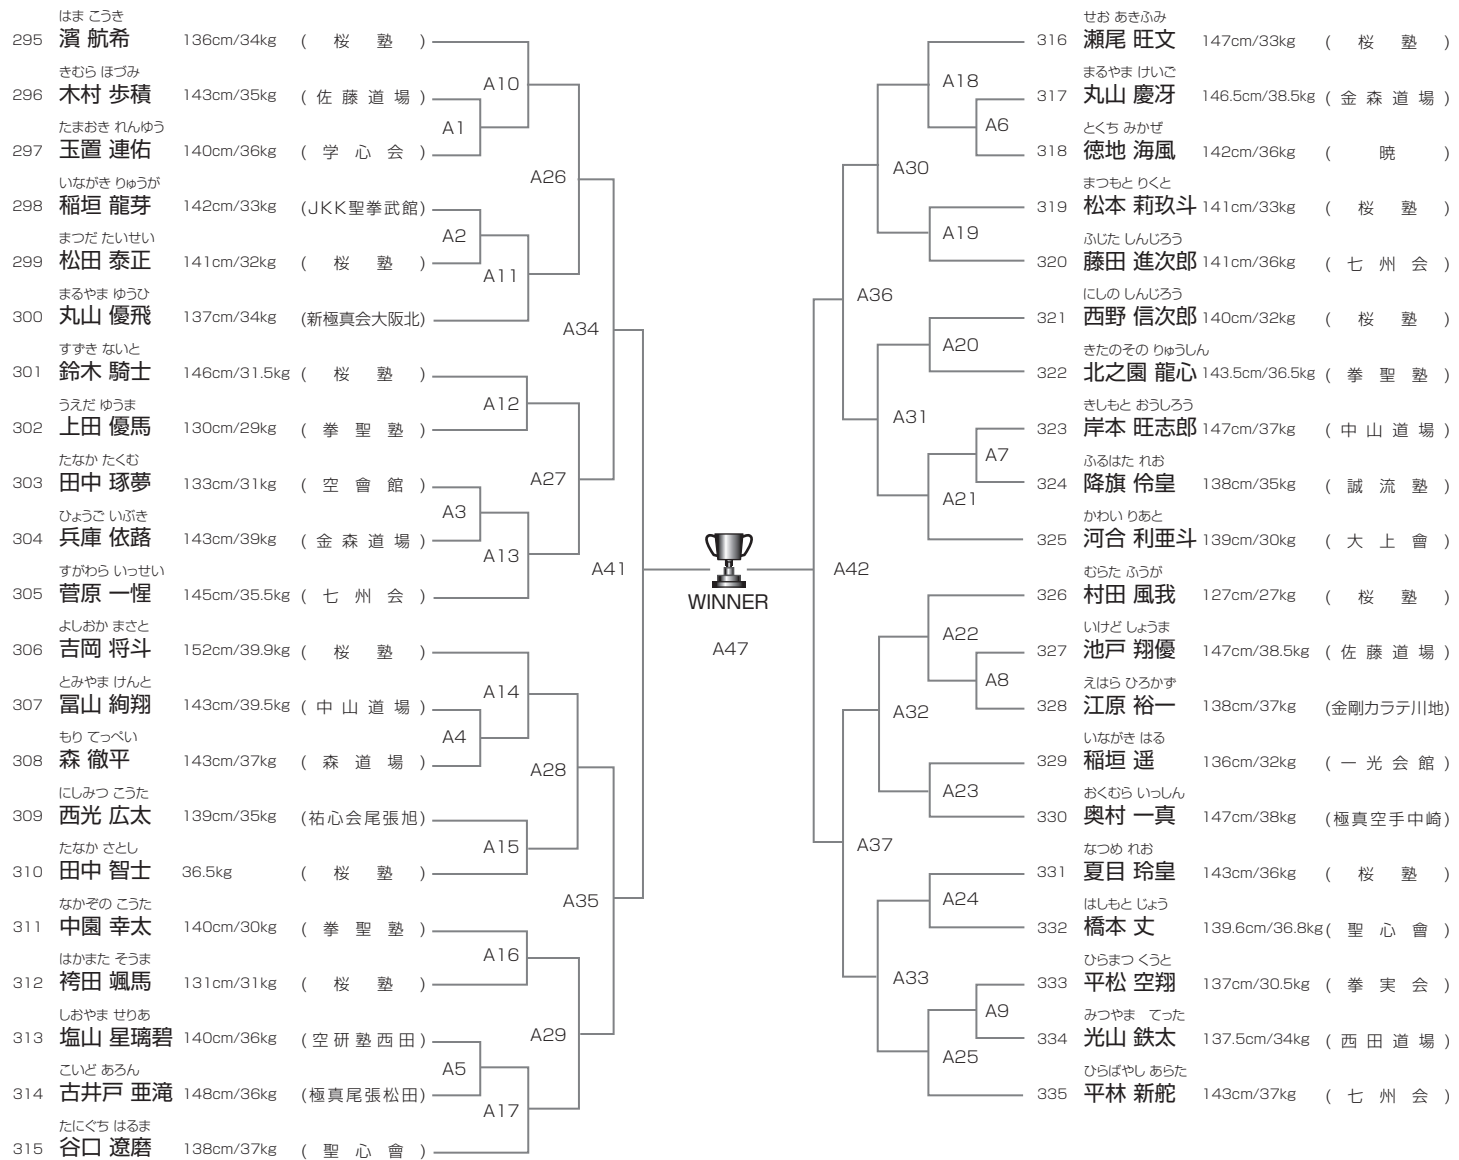 はま こうき
295 濱 航希 136cm/34kg ( 桜 塾 )
きむら ほづみ
296 木村 歩積 143cm/35kg ( 佐 藤 道 場 )
たまおき れんゆう
297 玉置 連佑 140cm/36kg ( 学 心 会 )
いながき りゅうが
298 稲垣 龍芽 142cm/33kg (JKK聖拳武館)
まつだ たいせい
299 松田 泰正 141cm/32kg ( 桜 塾 )
まるやま ゆうひ
300 丸山 優飛 137cm/34kg (新極真会大阪北)
すずき ないと
301 鈴木 騎士 146cm/31.5kg ( 桜 塾 )
うえだ ゆうま
302 上田 優馬 130cm/29kg ( 拳 聖 塾 )
たなか たくむ
303 田中 琢夢 133cm/31kg ( 空 會 館 )
ひょうご いぶき
304 兵庫 依蕗 143cm/39kg ( 金 森 道 場 )
すがわら いっせい
305 菅原 一惺 145cm/35.5kg ( 七 州 会 )
よしおか まさと
306 吉岡 将斗 152cm/39.9kg ( 桜 塾 )
とみやま けんと
307 冨山 絢翔 143cm/39.5kg ( 中 山 道 場 )
もり てっぺい
308 森 徹平 143cm/37kg ( 森 道 場 )
にしみつ こうた
309 西光 広太 139cm/35kg (祐心会尾張旭)
たなか さとし
310 田中 智士 36.5kg ( 桜 塾 )
なかぞの こうた
311 中園 幸太 140cm/30kg ( 拳 聖 塾 )
はかまた そうま
312 袴田 颯馬 131cm/31kg ( 桜 塾 )
しおやま せりあ
313 塩山 星璃碧 140cm/36kg (空研塾西田)
こいど あろん
314 古井戸 亜滝 148cm/36kg (極真尾張松田)
たにぐち はるま
315 谷口 遼磨 138cm/37kg ( 聖 心 會 )
A10
A1
A26
A2
A11
A34
A12
A27
A3
A13
A41
A14
A4
A28
A15
A35
A16
A29
A5
A17
WINNER
A47
A18
A6
A30
A19
A36
A20
A31
A7
A21
A42
A22
A8
A32
A23
A37
A24
A33
A9
A25
せお あきふみ
316 瀬尾 旺文 147cm/33kg ( 桜 塾 )
まるやま けいご
317 丸山 慶冴 146.5cm/38.5kg ( 金 森 道 場 )
とくち みかぜ
318 徳地 海風 142cm/36kg ( 暁 )
まつもと りくと
319 松本 莉玖斗 141cm/33kg ( 桜 塾 )
ふじた しんじろう
320 藤田 進次郎 141cm/36kg ( 七 州 会 )
にしの しんじろう
321 西野 信次郎 140cm/32kg ( 桜 塾 )
きたのその りゅうしん
322 北之園 龍心 143.5cm/36.5kg ( 拳 聖 塾 )
きしもと おうしろう
323 岸本 旺志郎 147cm/37kg ( 中 山 道 場 )
ふるはた れお
324 降旗 伶皇 138cm/35kg ( 誠 流 塾 )
かわい りあと
325 河合 利亜斗 139cm/30kg ( 大 上 會 )
むらた ふうが
326 村田 風我 127cm/27kg ( 桜 塾 )
いけど しょうま
327 池戸 翔優 147cm/38.5kg ( 佐 藤 道 場 )
えはら ひろかず
328 江原 裕一 138cm/37kg (金剛カラテ川地)
いながき はる
329 稲垣 遥 136cm/32kg ( 一 光 会 館 )
おくむら いっしん
330 奥村 一真 147cm/38kg (極真空手中崎)
なつめ れお
331 夏目 玲皇 143cm/36kg ( 桜 塾 )
はしもと じょう
332 橋本 丈 139.6cm/36.8kg ( 聖 心 會 )
ひらまつ くうと
333 平松 空翔 137cm/30.5kg ( 拳 実 会 )
みつやま てった
334 光山 鉄太 137.5cm/34kg ( 西 田 道 場 )
ひらばやし あらた
335 平林 新舵 143cm/37kg ( 七 州 会 )